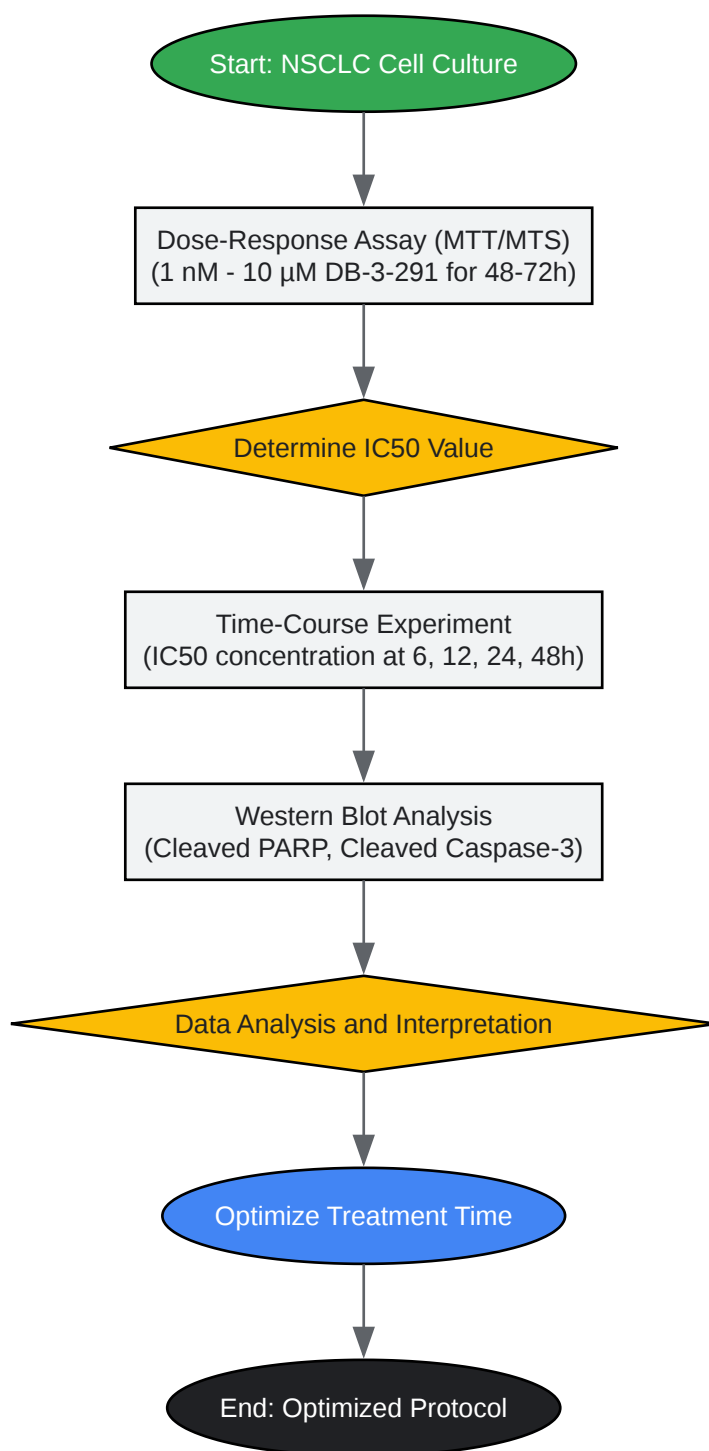 Start: NSCLC Cell Culture
Dose-Response Assay (MTT/MTS)
(1 nM - 10 µM DB-3-291 for 48-72h)
Determine IC50 Value
Time-Course Experiment
(IC50 concentration at 6, 12, 24, 48h)
Western Blot Analysis
(Cleaved PARP, Cleaved Caspase-3)
Data Analysis and Interpretation
Optimize Treatment Time
End: Optimized Protocol